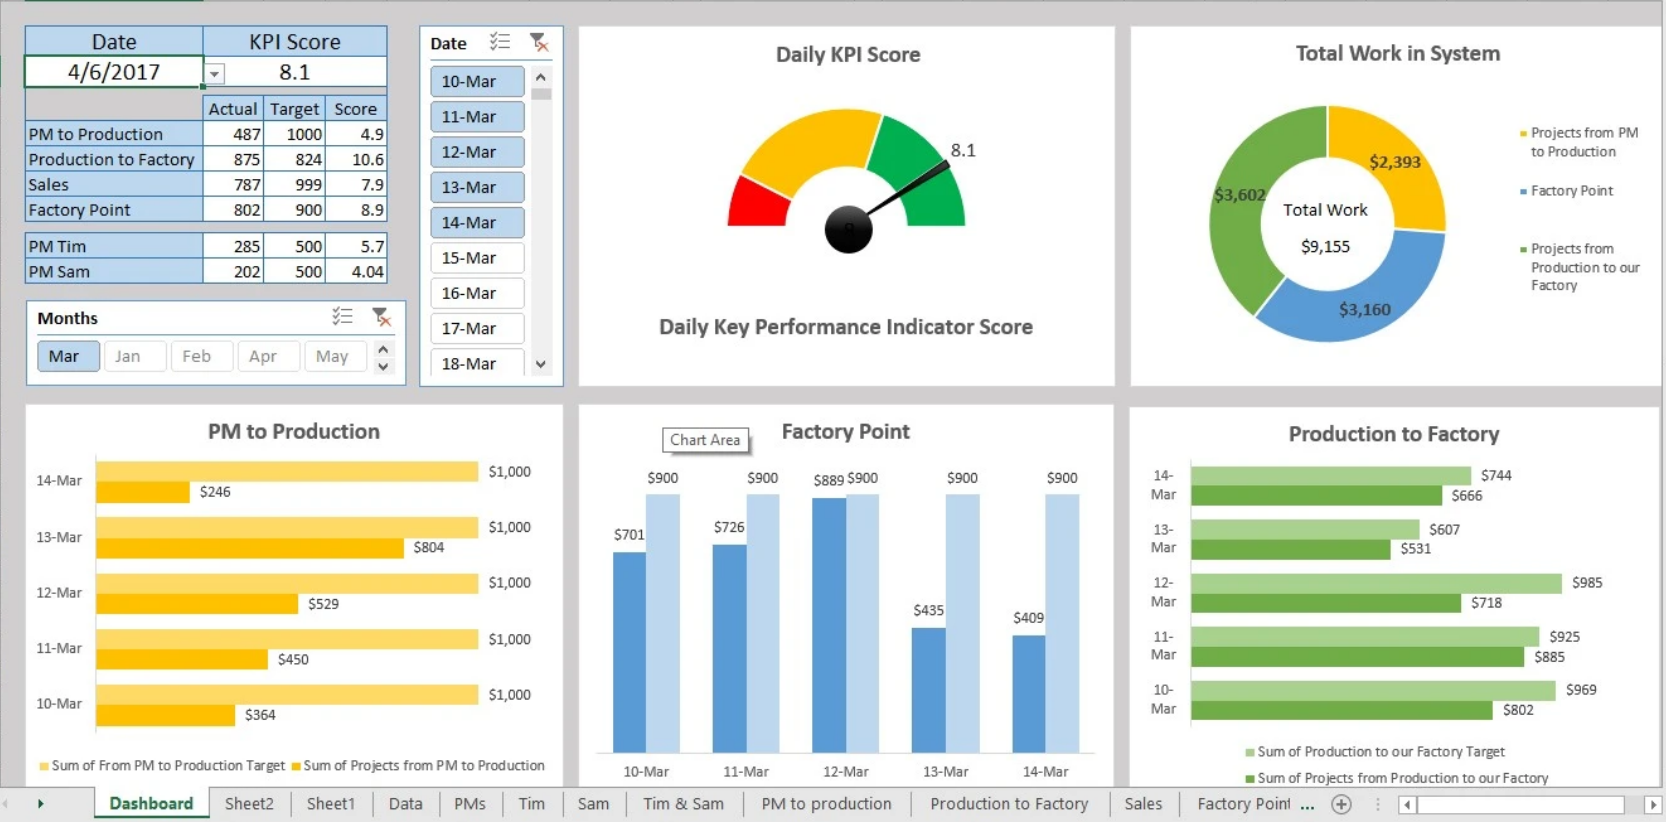 Date KPI Score
4/6/2017 8.1
Actual Target Score
PM to Production 487 1000 4.9
Production to Factory 875 824 10.6
Sales 787 999 7.9
Factory Point 802 900 8.9
PM Tim 285 500 5.7
PM Sam 202 500 4.04
Months
Mar Jan Feb Apr May
Date
10-Mar
11-Mar
12-Mar
13-Mar
14-Mar
15-Mar
16-Mar
17-Mar
18-Mar
Daily KPI Score
8.1
Daily Key Performance Indicator Score
Total Work in System
$2,393
$3,602
Total Work
$9,155
$3,160
Projects from PM
to Production
Factory Point
Projects from
Production to our
Factory
PM to Production
14-Mar $1,000
$246
13-Mar $1,000
$804
12-Mar $1,000
$529
11-Mar $1,000
$450
10-Mar $1,000
$364
Sum of From PM to Production Target Sum of Projects from PM to Production
Chart Area
Factory Point
$701 $900 $726 $900 $889 $900 $435 $900 $409 $900
10-Mar 11-Mar 12-Mar 13-Mar 14-Mar
Production to Factory
14-
Mar
$744
$666
13-
Mar
$607
$531
12-
Mar
$985
$718
11-
Mar
$925
$885
10-
Mar
$969
$802
Sum of Production to our Factory Target
Sum of Projects from Production to our Factory
Dashboard Sheet2 Sheet1 Data PMs Tim Sam Tim & Sam PM to production Production to Factory Sales Factory Point ...